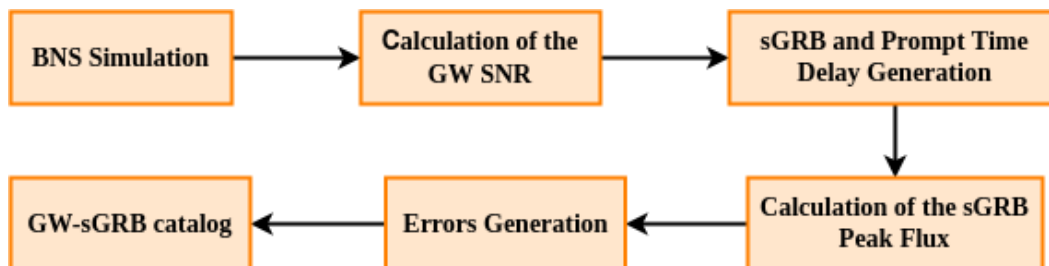 BNS Simulation
Calculation of the
GW SNR
sGRB and Prompt Time
Delay Generation
Calculation of the sGRB
Peak Flux
Errors Generation
GW-sGRB catalog